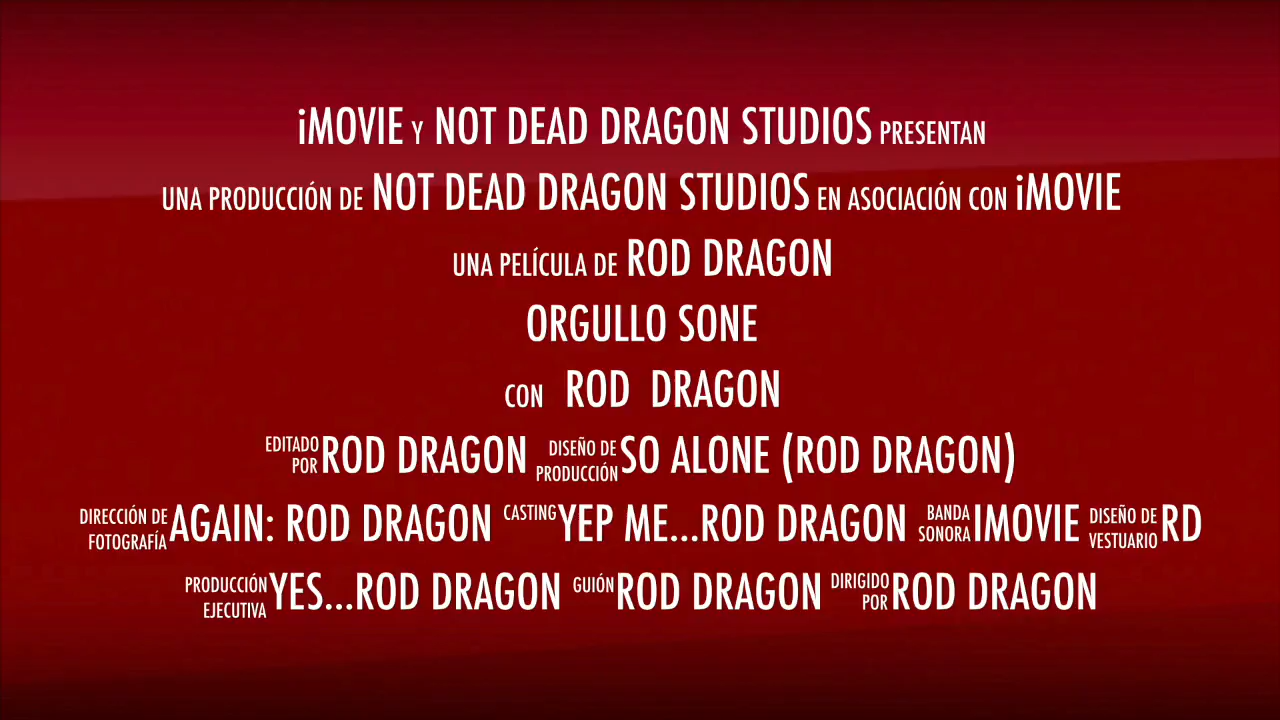 iMOVIE Y NOT DEAD DRAGON STUDIOS PRESENTAN
UNA PRODUCCIÓN DE NOT DEAD DRAGON STUDIOS EN ASOCIACIÓN CON iMOVIE
UNA PELÍCULA DE ROD DRAGON
ORGULLO SONE
CON ROD DRAGON
EDITADO POR ROD DRAGON DISEÑO DE PRODUCCIÓN SO ALONE (ROD DRAGON)
DIRECCIÓN DE FOTOGRAFÍA AGAIN: ROD DRAGON CASTING YEP ME...ROD DRAGON BANDA SONORA IMOVIE DISEÑO DE VESTUARIO RD
PRODUCCIÓN EJECUTIVA YES...ROD DRAGON GUIÓN ROD DRAGON DIRIGIDO POR ROD DRAGON